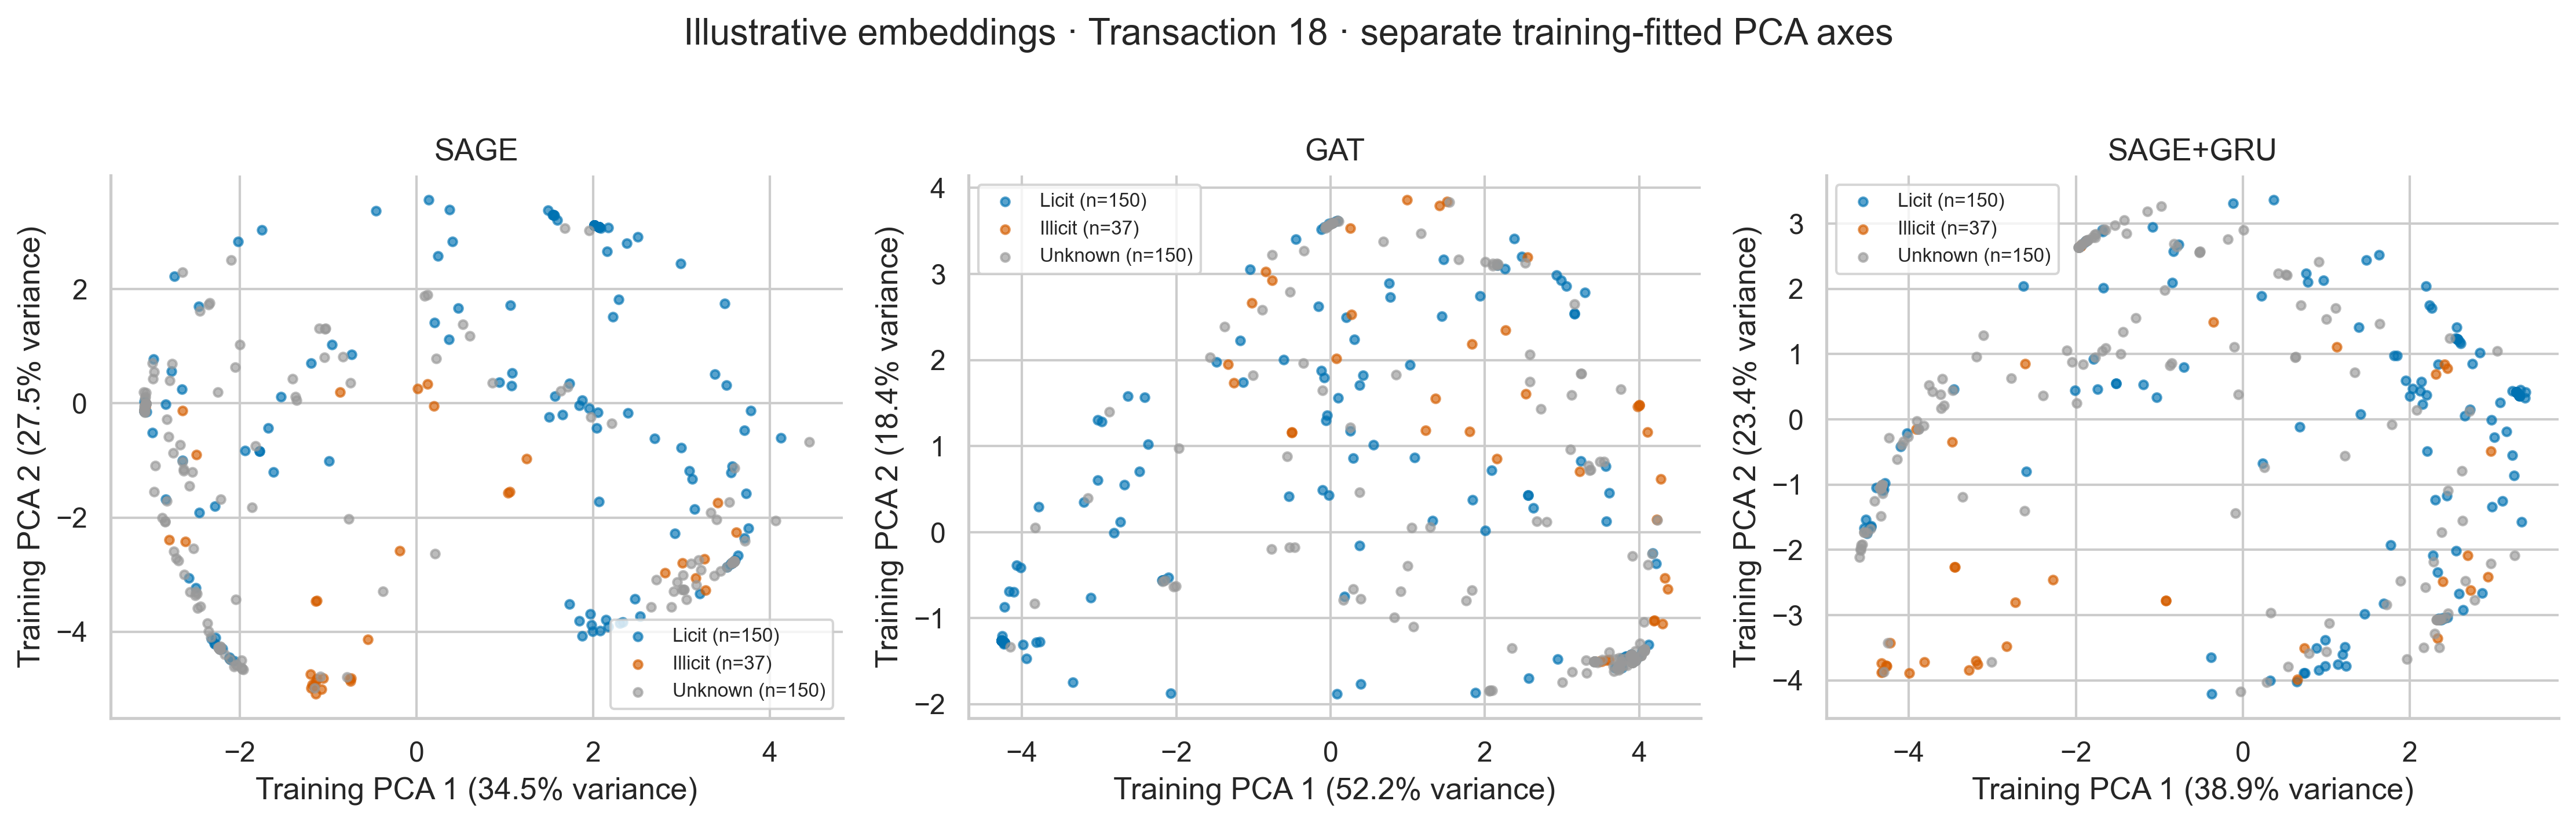 Illustrative embeddings · Transaction 18 · separate training-fitted PCA axes
SAGE
Training PCA 2 (27.5% variance)
2
0
−2
−4
−2
0
2
4
Training PCA 1 (34.5% variance)
Licit (n=150)
Illicit (n=37)
Unknown (n=150)
GAT
Training PCA 2 (18.4% variance)
4
3
2
1
0
−1
−2
−4
−2
0
2
4
Training PCA 1 (52.2% variance)
Licit (n=150)
Illicit (n=37)
Unknown (n=150)
SAGE+GRU
Training PCA 2 (23.4% variance)
3
2
1
0
−1
−2
−3
−4
−4
−2
0
2
Training PCA 1 (38.9% variance)
Licit (n=150)
Illicit (n=37)
Unknown (n=150)